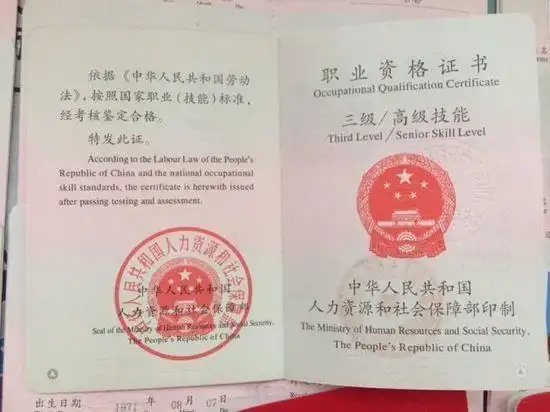 依据《中华人民共和国劳动
法》,按照国家职业(技能)标准,
经考核鉴定合格。
特发此证。
According to the Labour Law of the People's
Republic of China and the national occupational
skill standards, the certificate is herewith issued
after passing testing and assessment.
中华人民共和国人力资源和社会保障部
中华人民共和国
人力资源和社会保障部
Seal of the Ministry of Human Resources and Social Security,
The People's Republic of China
职业资格证书
Occupational Qualification Certificate
三级/高级技能
Third Level/Senior Skill Level
中华人民共和国
人力资源和社会保障部印制
The Ministry of Human Resources and Social Security,
The People's Republic of China
出生日期 1971 年 08 月 07 日